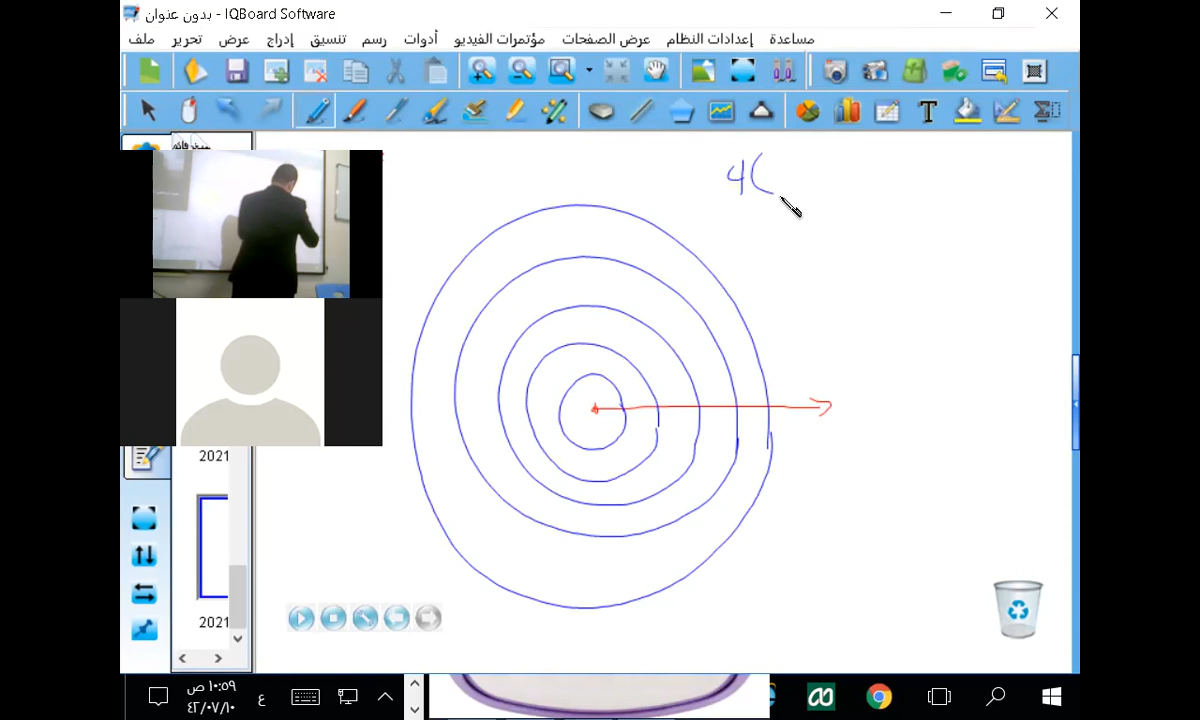 بدون عنوان - IQBoard Software
ملف تحرير عرض إدراج تنسيق رسم أدوات مؤتمرات الفيديو عرض الصفحات إعدادات النظام مساعدة
4(
2021
2021
ع
١٠:٥٩ ص
٤٢/٠٧/١٠